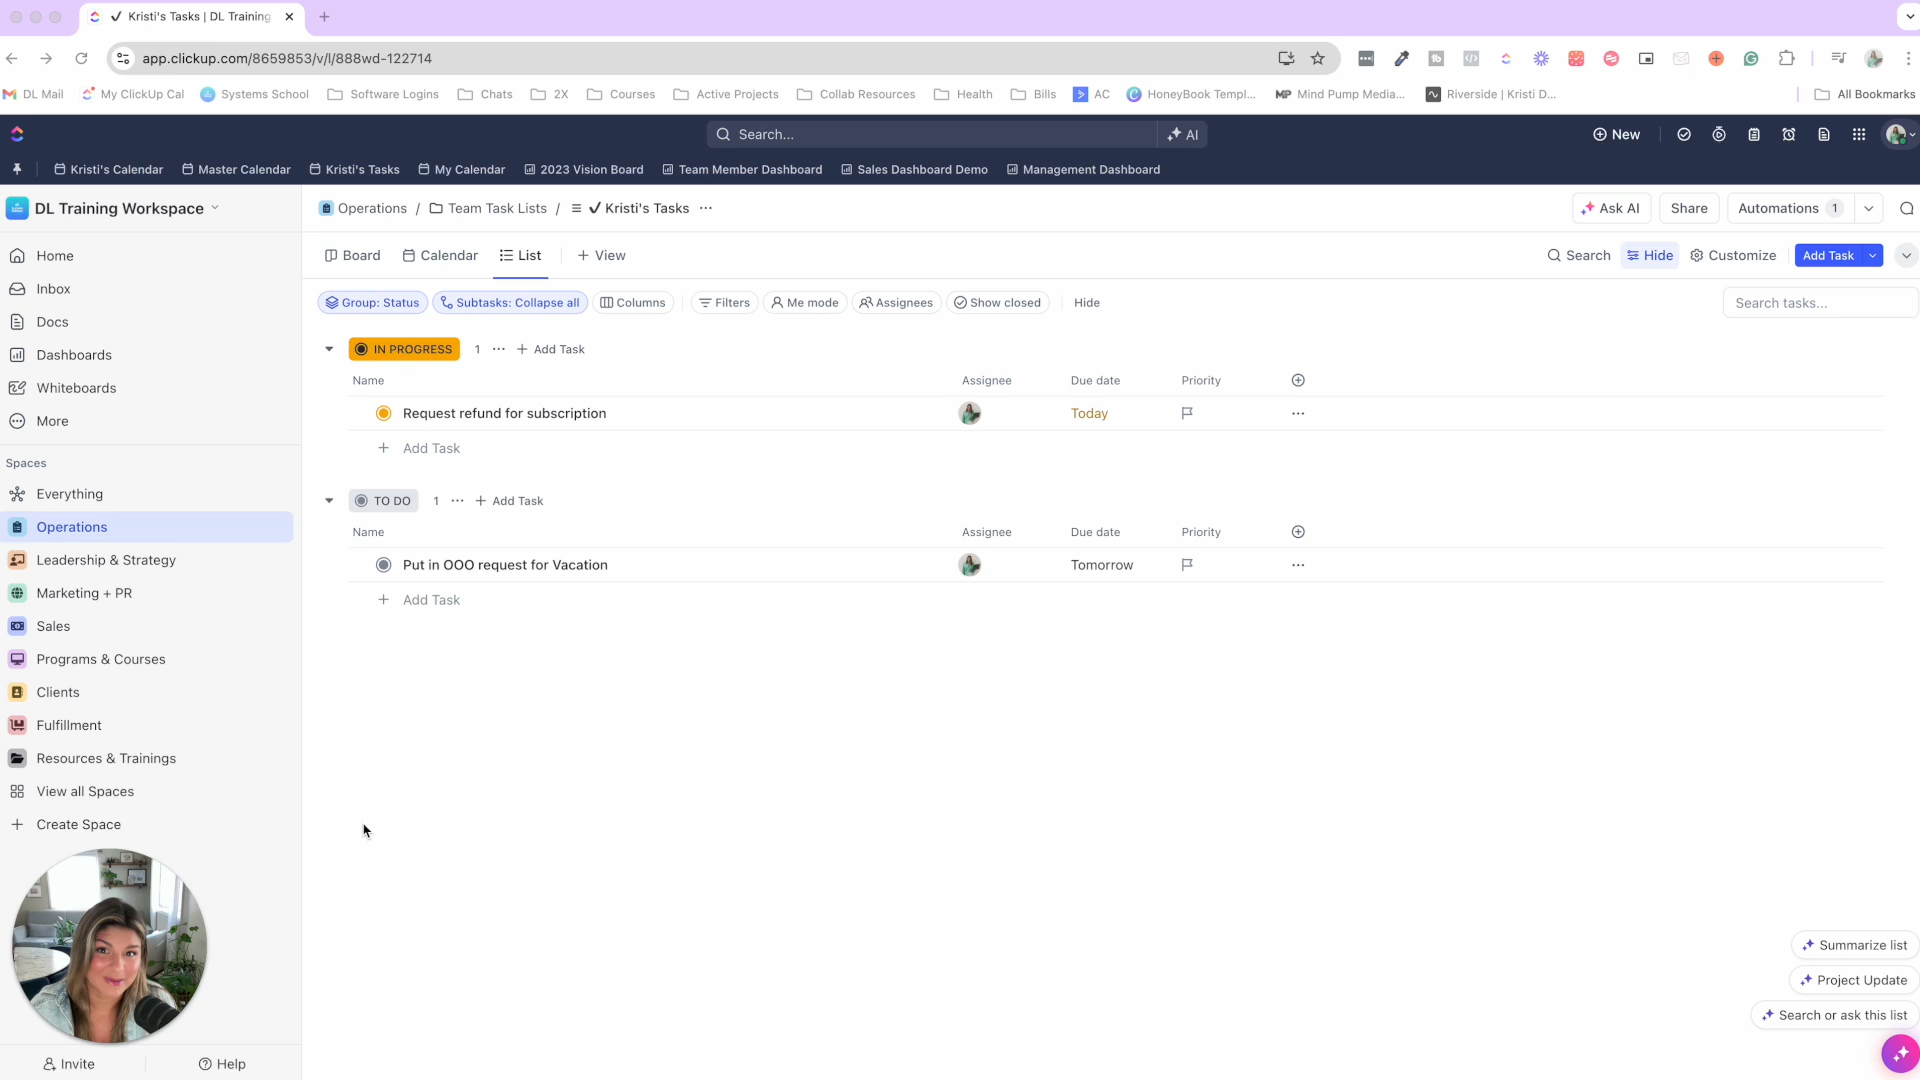 ✓ Kristi's Tasks | DL Training
app.clickup.com/8659853/v/l/888wd-122714
DL Mail
My ClickUp Cal
Systems School
Software Logins
Chats
2X
Courses
Active Projects
Collab Resources
Health
Bills
AC
HoneyBook Templ...
MP Mind Pump Media...
Riverside | Kristi D...
All Bookmarks
Search...
AI
New
Kristi's Calendar
Master Calendar
Kristi's Tasks
My Calendar
2023 Vision Board
Team Member Dashboard
Sales Dashboard Demo
Management Dashboard
DL Training Workspace
Operations / Team Task Lists / ✓ Kristi's Tasks ...
Ask AI
Share
Automations 1
Home
Inbox
Docs
Dashboards
Whiteboards
More
Spaces
Everything
Operations
Leadership & Strategy
Marketing + PR
Sales
Programs & Courses
Clients
Fulfillment
Resources & Trainings
View all Spaces
+ Create Space
Invite
Help
Board
Calendar
List
+ View
Search
Hide
Customize
Add Task
Group: Status
Subtasks: Collapse all
Columns
Filters
Me mode
Assignees
Show closed
Hide
Search tasks...
IN PROGRESS 1 ... + Add Task
Name Assignee Due date Priority
Request refund for subscription Today ...
+ Add Task
TO DO 1 ... + Add Task
Name Assignee Due date Priority
Put in OOO request for Vacation Tomorrow ...
+ Add Task
Summarize list
Project Update
Search or ask this list